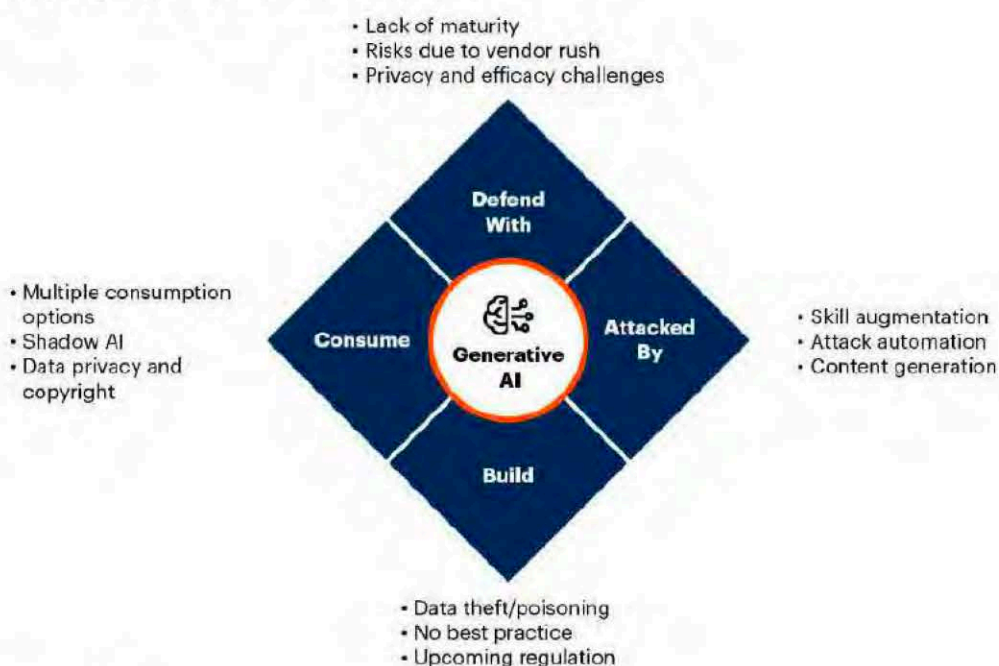 • Lack of maturity
• Risks due to vendor rush
• Privacy and efficacy challenges
Defend
With
• Multiple consumption
options
• Shadow AI
• Data privacy and
copyright
Consume
Generative
AI
Attacked
By
• Skill augmentation
• Attack automation
• Content generation
Build
• Data theft/poisoning
• No best practice
• Upcoming regulation